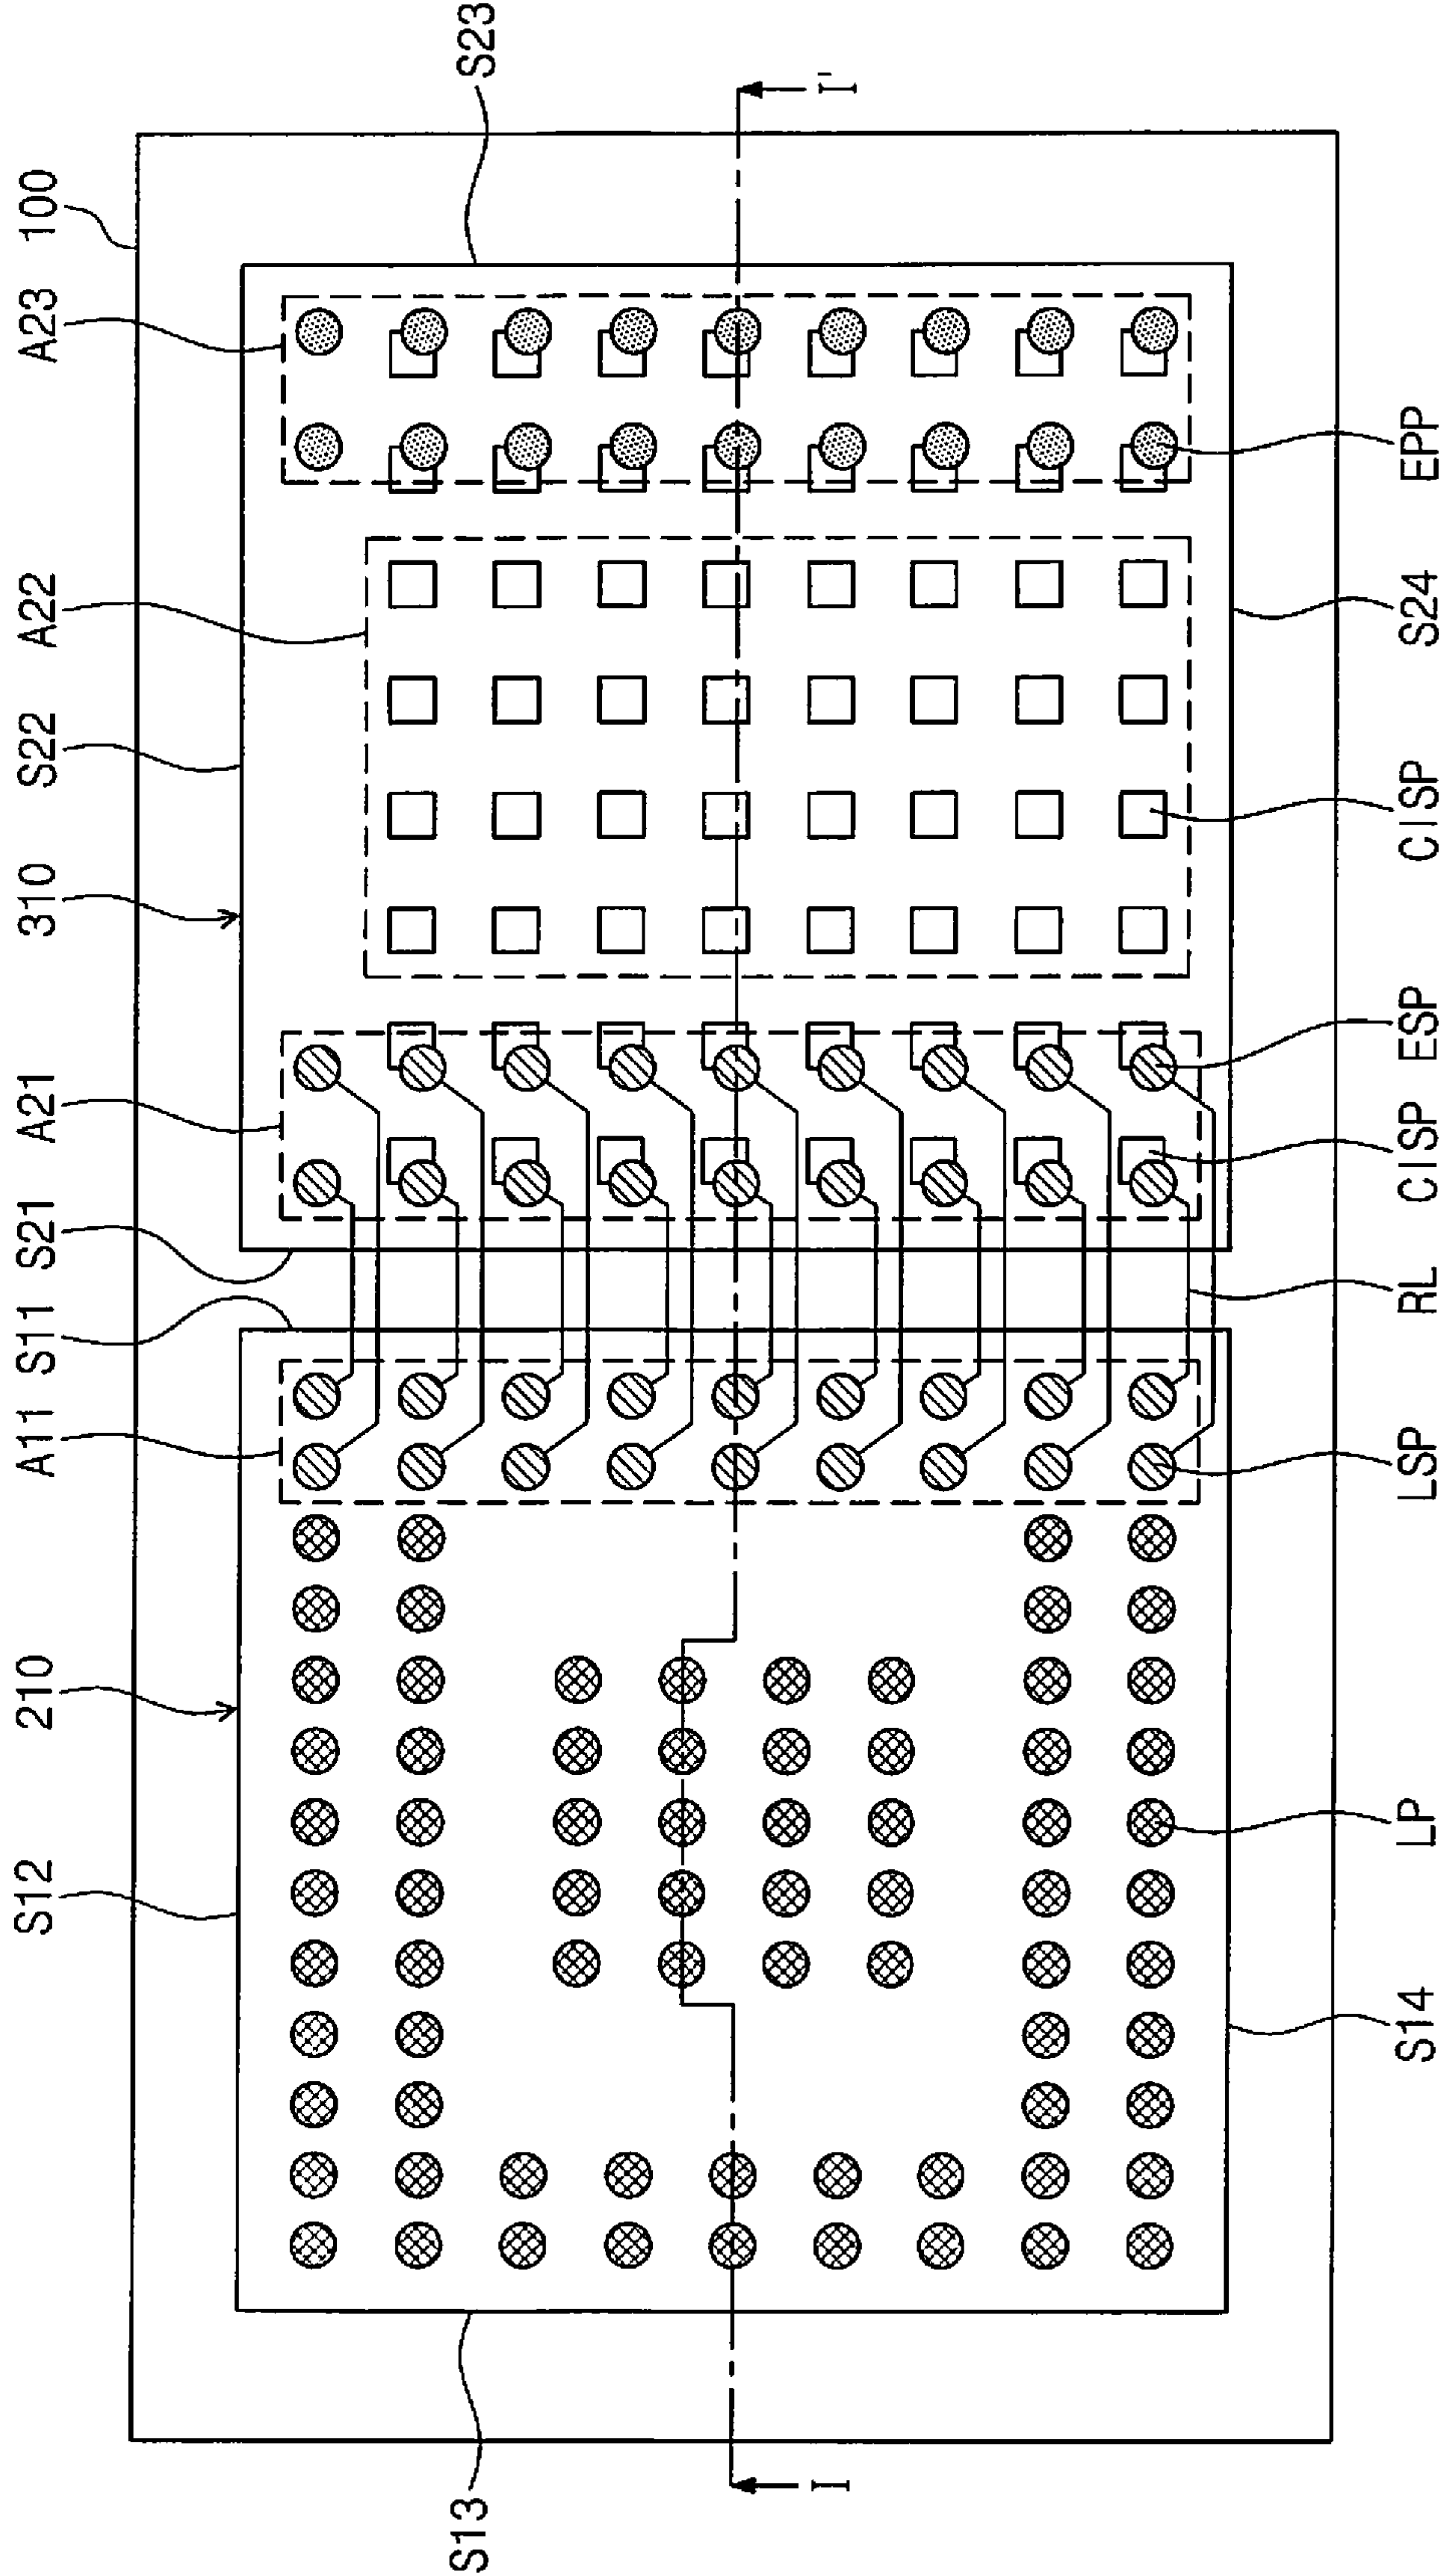 S12
210
A11
S11
S21
A21
310
S22
A22
A23
100
S13
S23
I
I'
S14
LP
LSP
RL
CISP
ESP
CISP
S24
EPP